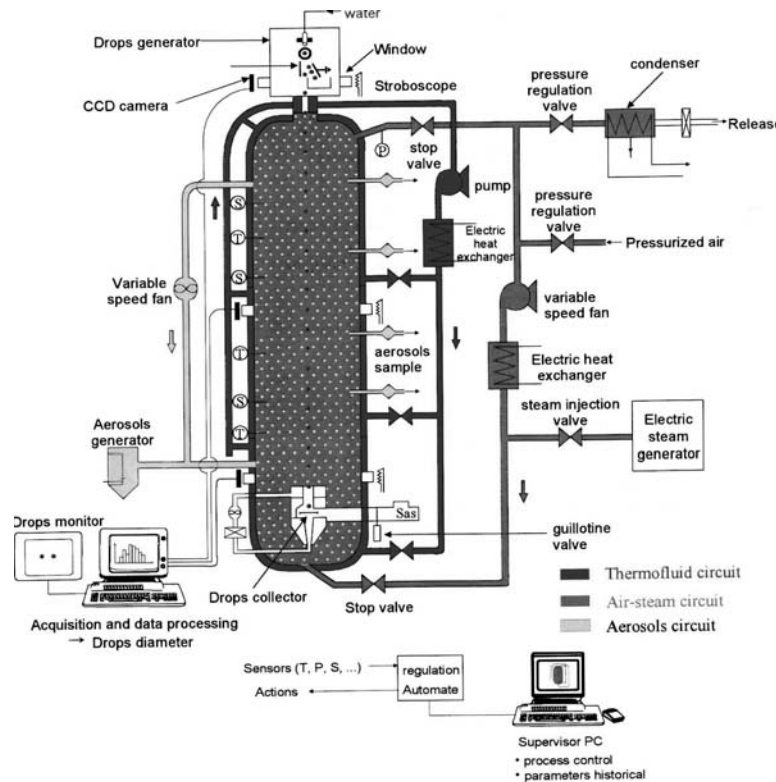 water
Drops generator
Window
CCD camera
Stroboscope
pressure
regulation
valve
condenser
Release
P
stop
valve
pump
pressure
regulation
valve
Pressurized air
Electric
heat
exchanger
S
T
S
Variable
speed fan
variable
speed fan
T
aerosols
sample
Electric heat
exchanger
S
T
steam injection
valve
Electric
steam
generator
Aerosols
generator
Sas
guillotine
valve
Drops monitor
Drops collector
Stop valve
Thermofluid circuit
Air-steam circuit
Aerosols circuit
Acquisition and data processing
→ Drops diameter
Sensors (T, P, S, ...)
Actions
regulation
Automate
Supervisor PC
• process control
• parameters historical